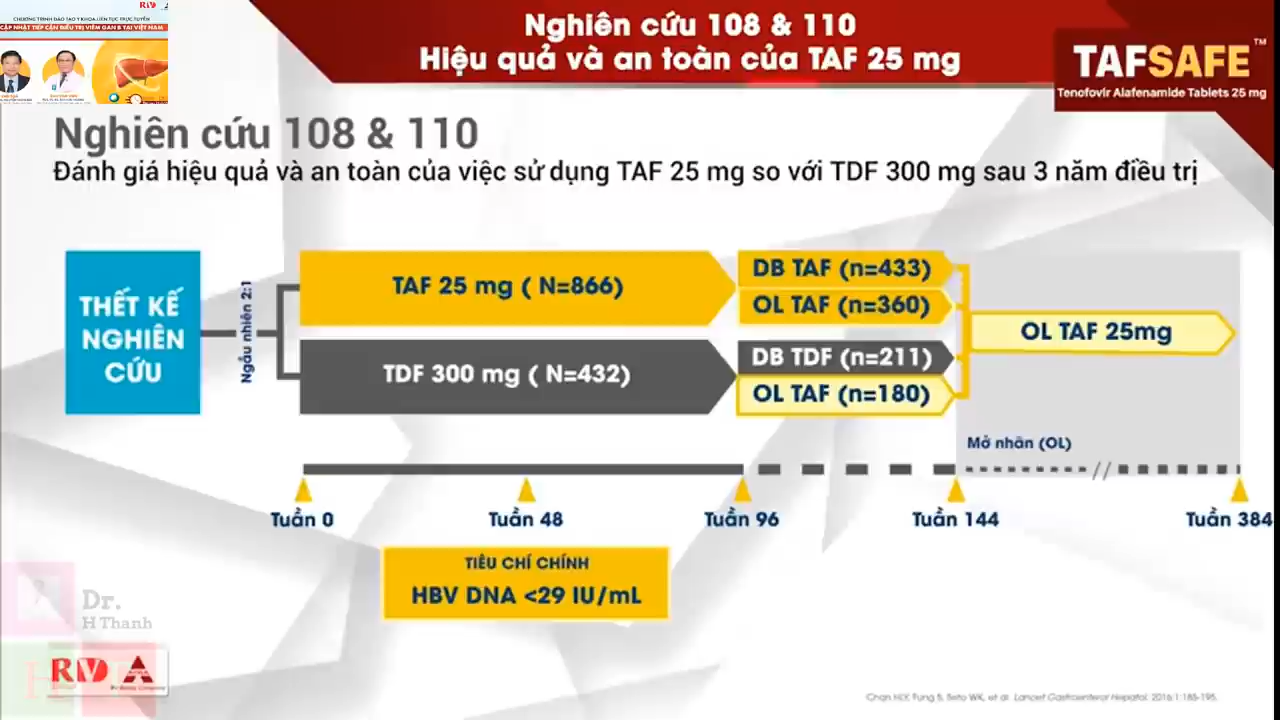 CHƯƠNG TRÌNH ĐÀO TẠO Y KHOA LIÊN TỤC TRỰC TUYẾN
CẬP NHẬT TIẾP CẬN ĐIỀU TRỊ VIÊM GAN B TẠI VIỆT NAM
Nghiên cứu 108 & 110
Hiệu quả và an toàn của TAF 25 mg
TAFSAFE™
Tenofovir Alafenamide Tablets 25 mg
Nghiên cứu 108 & 110
Đánh giá hiệu quả và an toàn của việc sử dụng TAF 25 mg so với TDF 300 mg sau 3 năm điều trị
THẾT KẾ
NGHIÊN
CỨU
Ngẫu nhiên 2:1
TAF 25 mg ( N=866)
TDF 300 mg ( N=432)
DB TAF (n=433)
OL TAF (n=360)
DB TDF (n=211)
OL TAF (n=180)
OL TAF 25mg
Mở nhãn (OL)
Tuần 0
Tuần 48
Tuần 96
Tuần 144
Tuần 384
TIÊU CHÍ CHÍNH
HBV DNA <29 IU/mL
Dr.
H Thanh
RV
Chan HLY, Fung S, Seto WK, et al. Lancet Gastroenterol Hepatol. 2016;1:185-195.